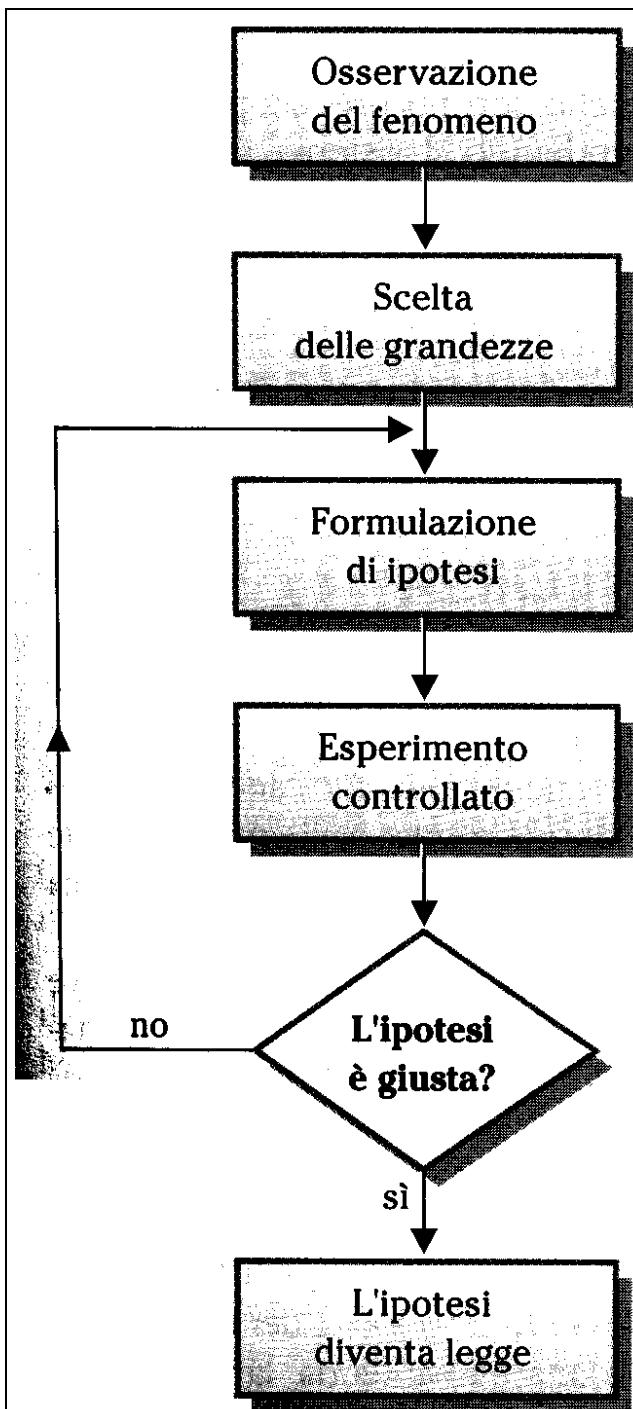 Osservazione
del fenomeno
Scelta
delle grandezze
Formulazione
di ipotesi
Esperimento
controllato
L'ipotesi
è giusta?
no
sì
L'ipotesi
diventa legge